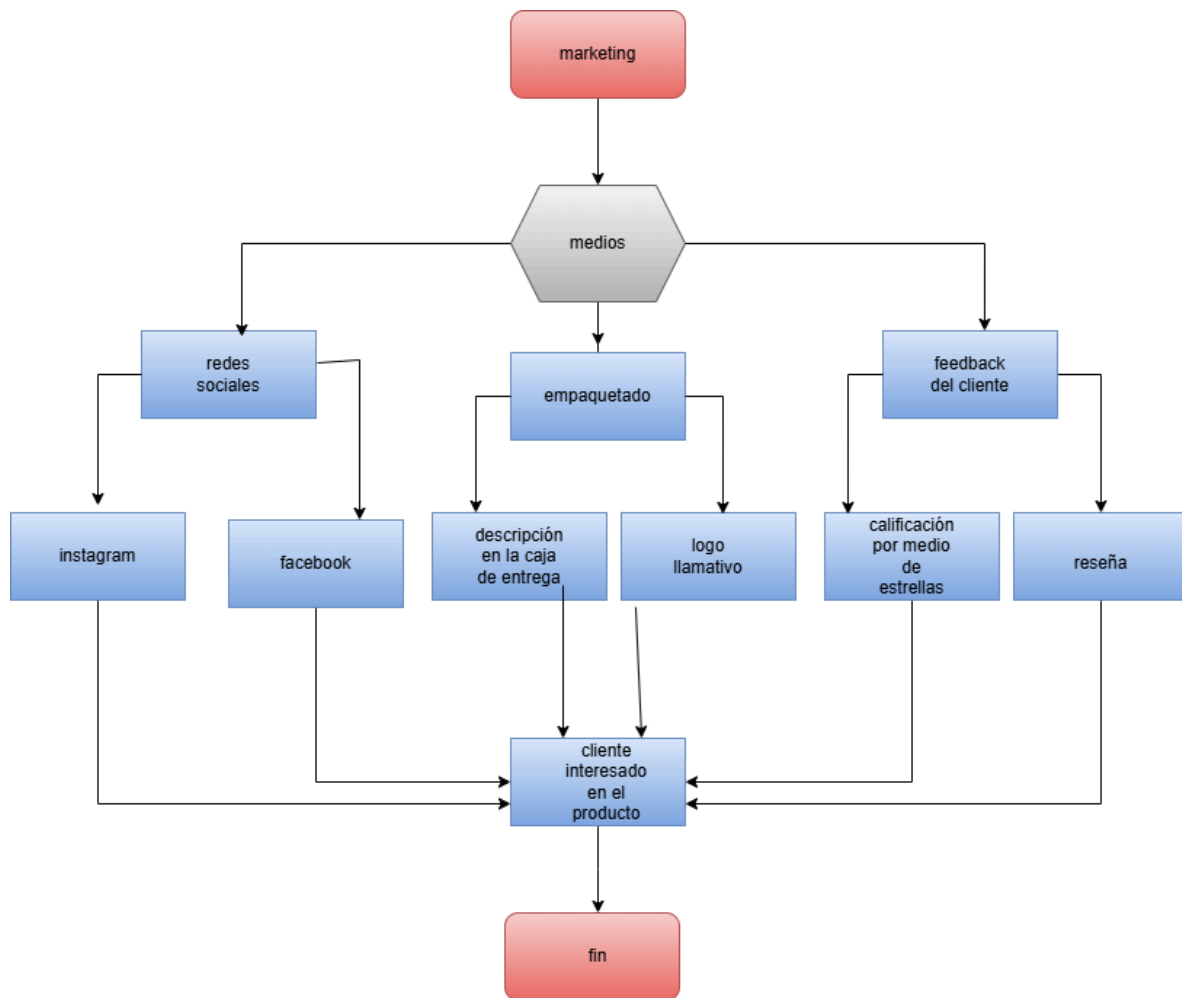 marketing
medios
redes
sociales
empaquetado
feedback
del cliente
instagram
facebook
descripción
en la caja
de entrega
logo
llamativo
calificación
por medio
de
estrellas
reseña
cliente
interesado
en el
producto
fin